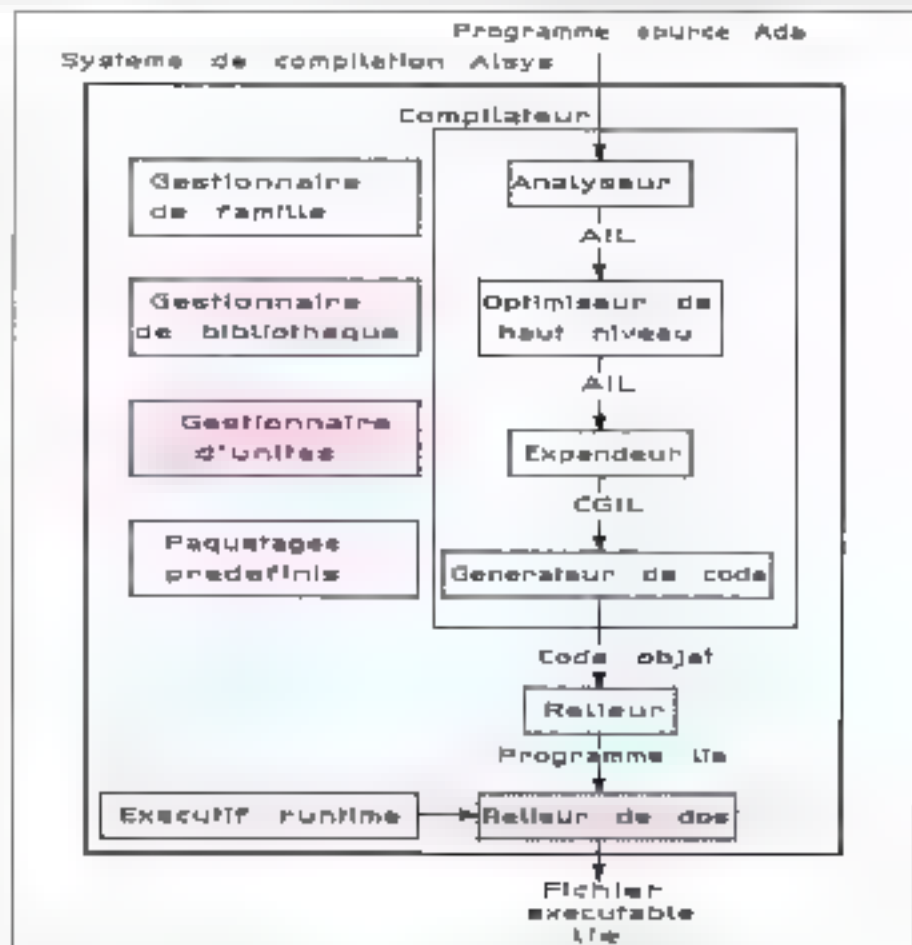 Programme source Ada
Systeme de compilation Alsys
Compilateur
Gestionnaire
de famille
Analyseur
AIL
Gestionnaire
de bibliotheque
Optimiseur de
haut niveau
AIL
Gestionnaire
d'unites
Expandeur
CGIL
Paquetages
predefinis
Generateur de code
Code objet
Relieur
Programme lie
Executif runtime
Relieur de dos
Fichier
executable
lie